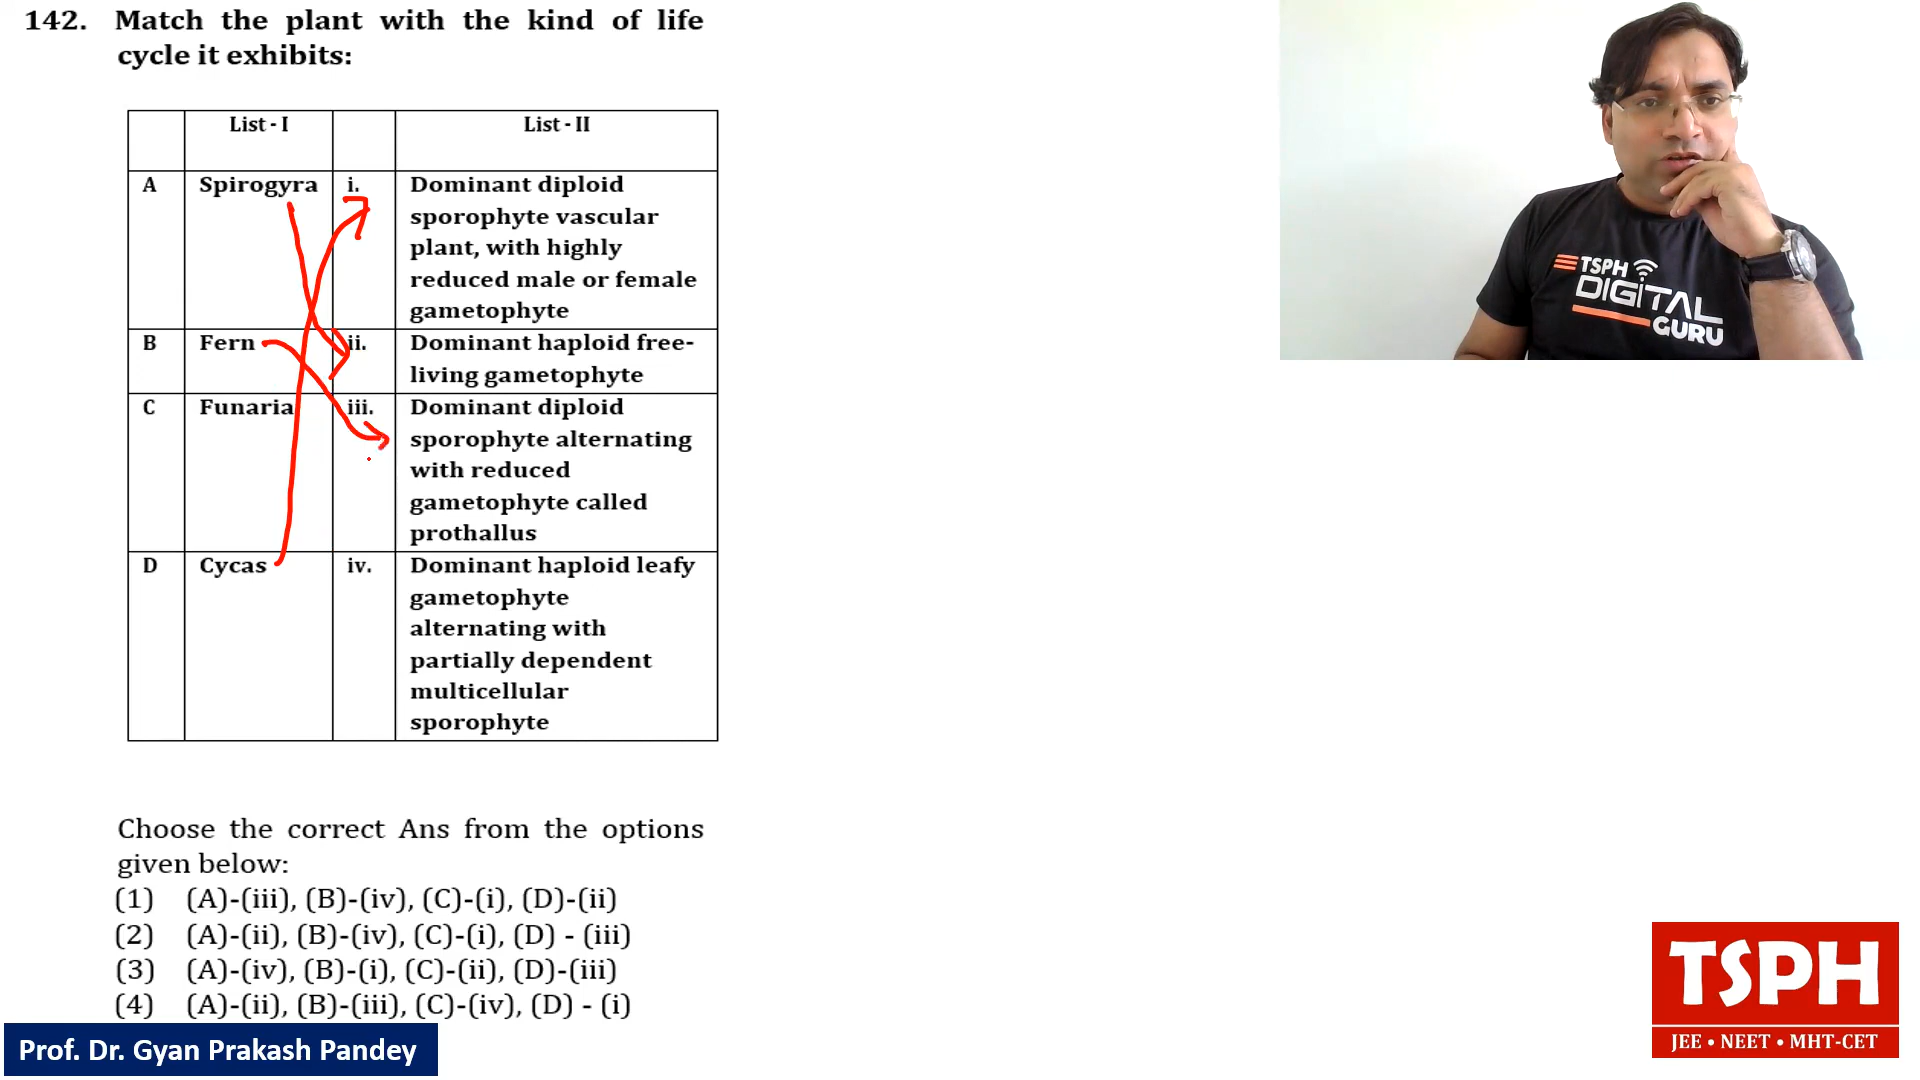 142. Match the plant with the kind of life
cycle it exhibits:
List - I List - II
A Spirogyra i. Dominant diploid
sporophyte vascular
plant, with highly
reduced male or female
gametophyte
B Fern ii. Dominant haploid free-
living gametophyte
C Funaria iii. Dominant diploid
sporophyte alternating
with reduced
gametophyte called
prothallus
D Cycas iv. Dominant haploid leafy
gametophyte
alternating with
partially dependent
multicellular
sporophyte
Choose the correct Ans from the options
given below:
(1) (A)-(iii), (B)-(iv), (C)-(i), (D)-(ii)
(2) (A)-(ii), (B)-(iv), (C)-(i), (D) - (iii)
(3) (A)-(iv), (B)-(i), (C)-(ii), (D)-(iii)
(4) (A)-(ii), (B)-(iii), (C)-(iv), (D) - (i)
Prof. Dr. Gyan Prakash Pandey
TSPH
DIGITAL
GURU
TSPH
JEE • NEET • MHT-CET